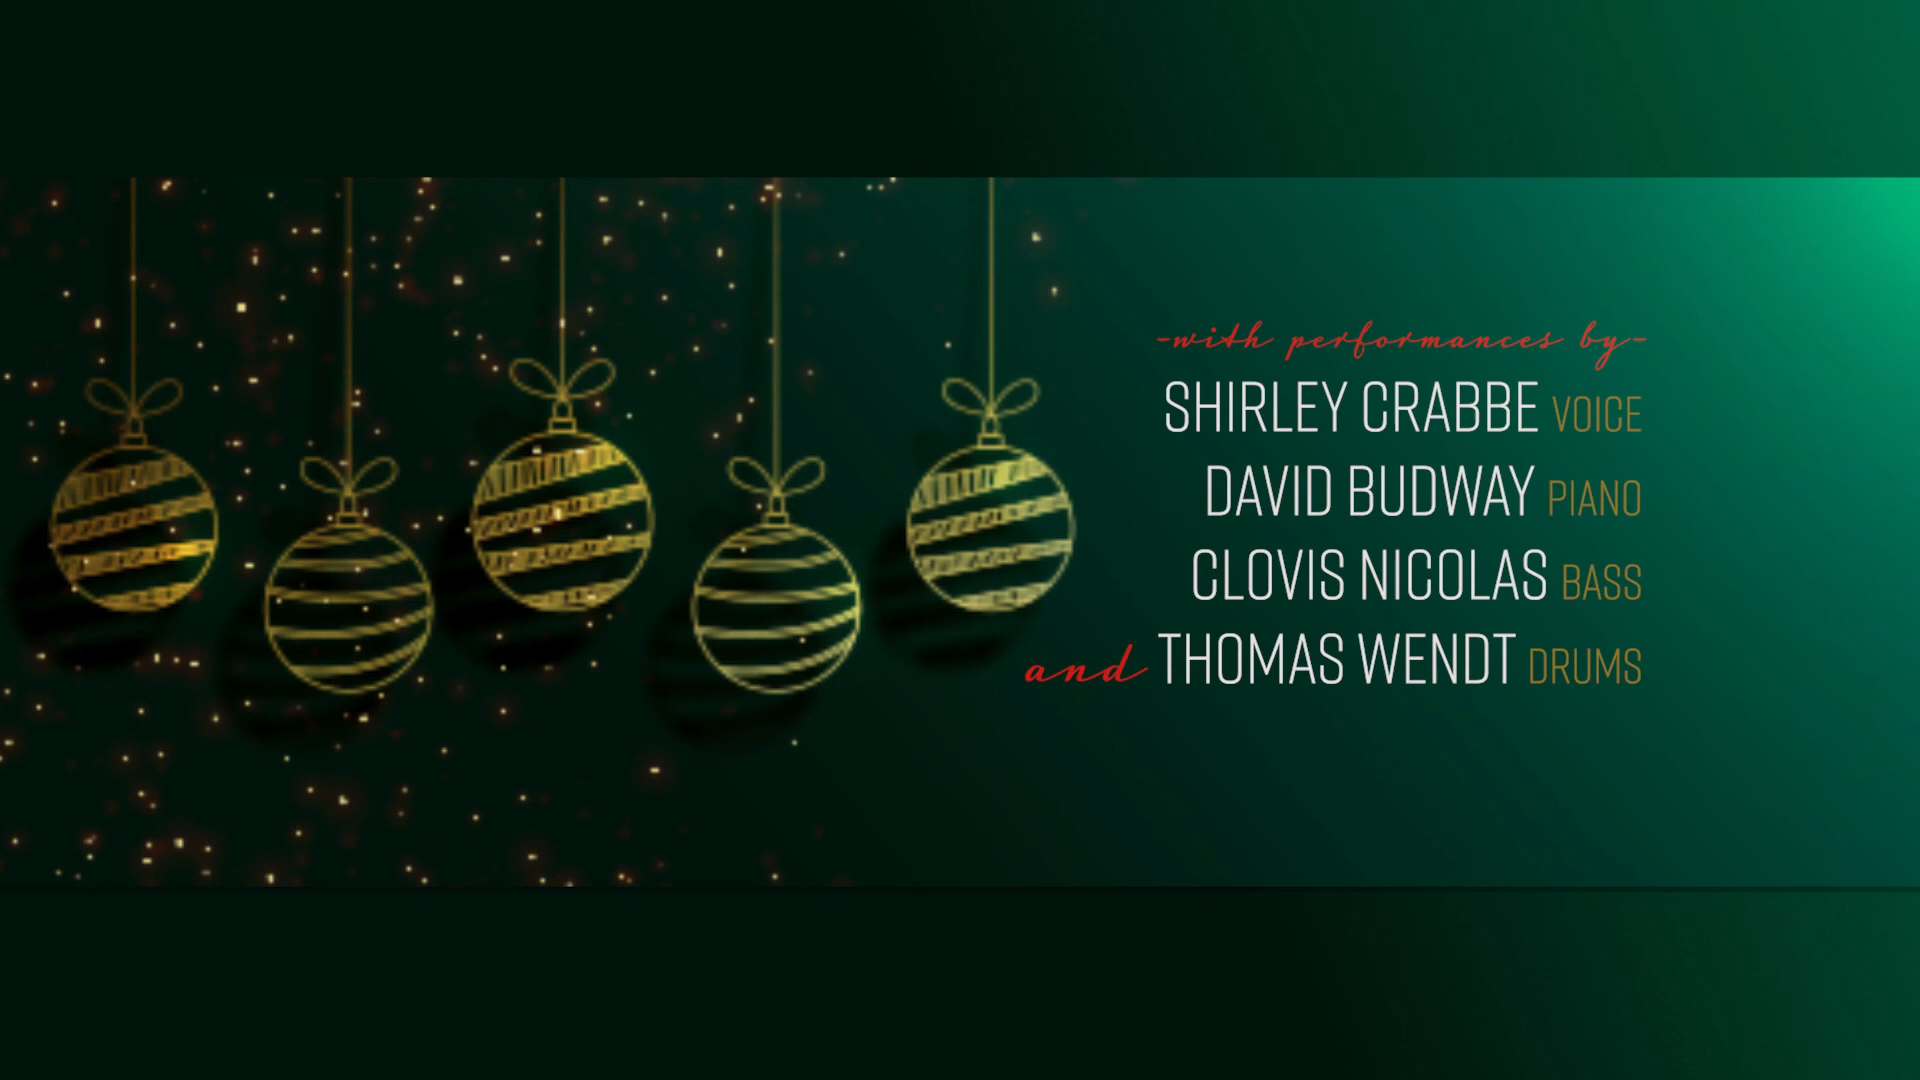 -with performances by-
SHIRLEY CRABBE VOICE
DAVID BUDWAY PIANO
CLOVIS NICOLAS BASS
and THOMAS WENDT DRUMS